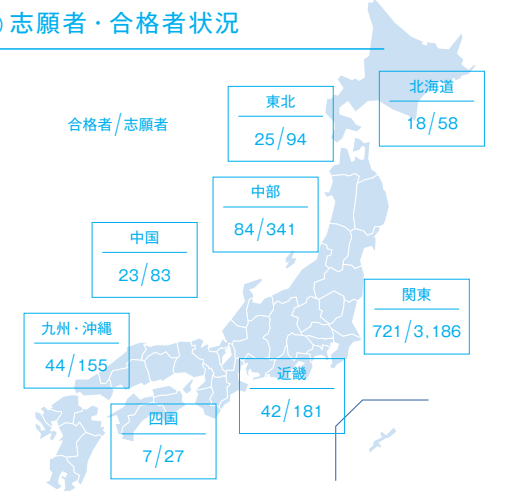 志願者・合格者状況
北海道
18/58
東北
25/94
合格者/志願者
中部
84/341
中国
23/83
関東
721/3,186
九州・沖縄
44/155
近畿
42/181
四国
7/27